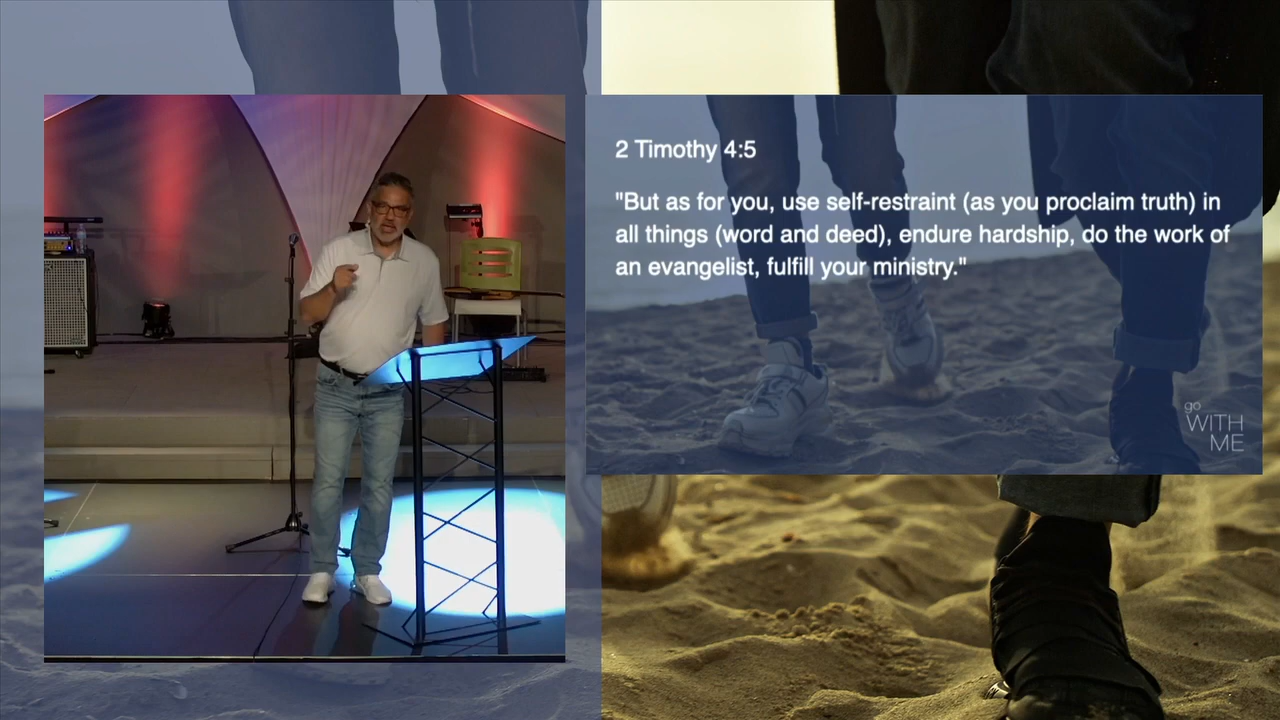 2 Timothy 4:5
"But as for you, use self-restraint (as you proclaim truth) in
all things (word and deed), endure hardship, do the work of
an evangelist, fulfill your ministry."
go
WITH
ME